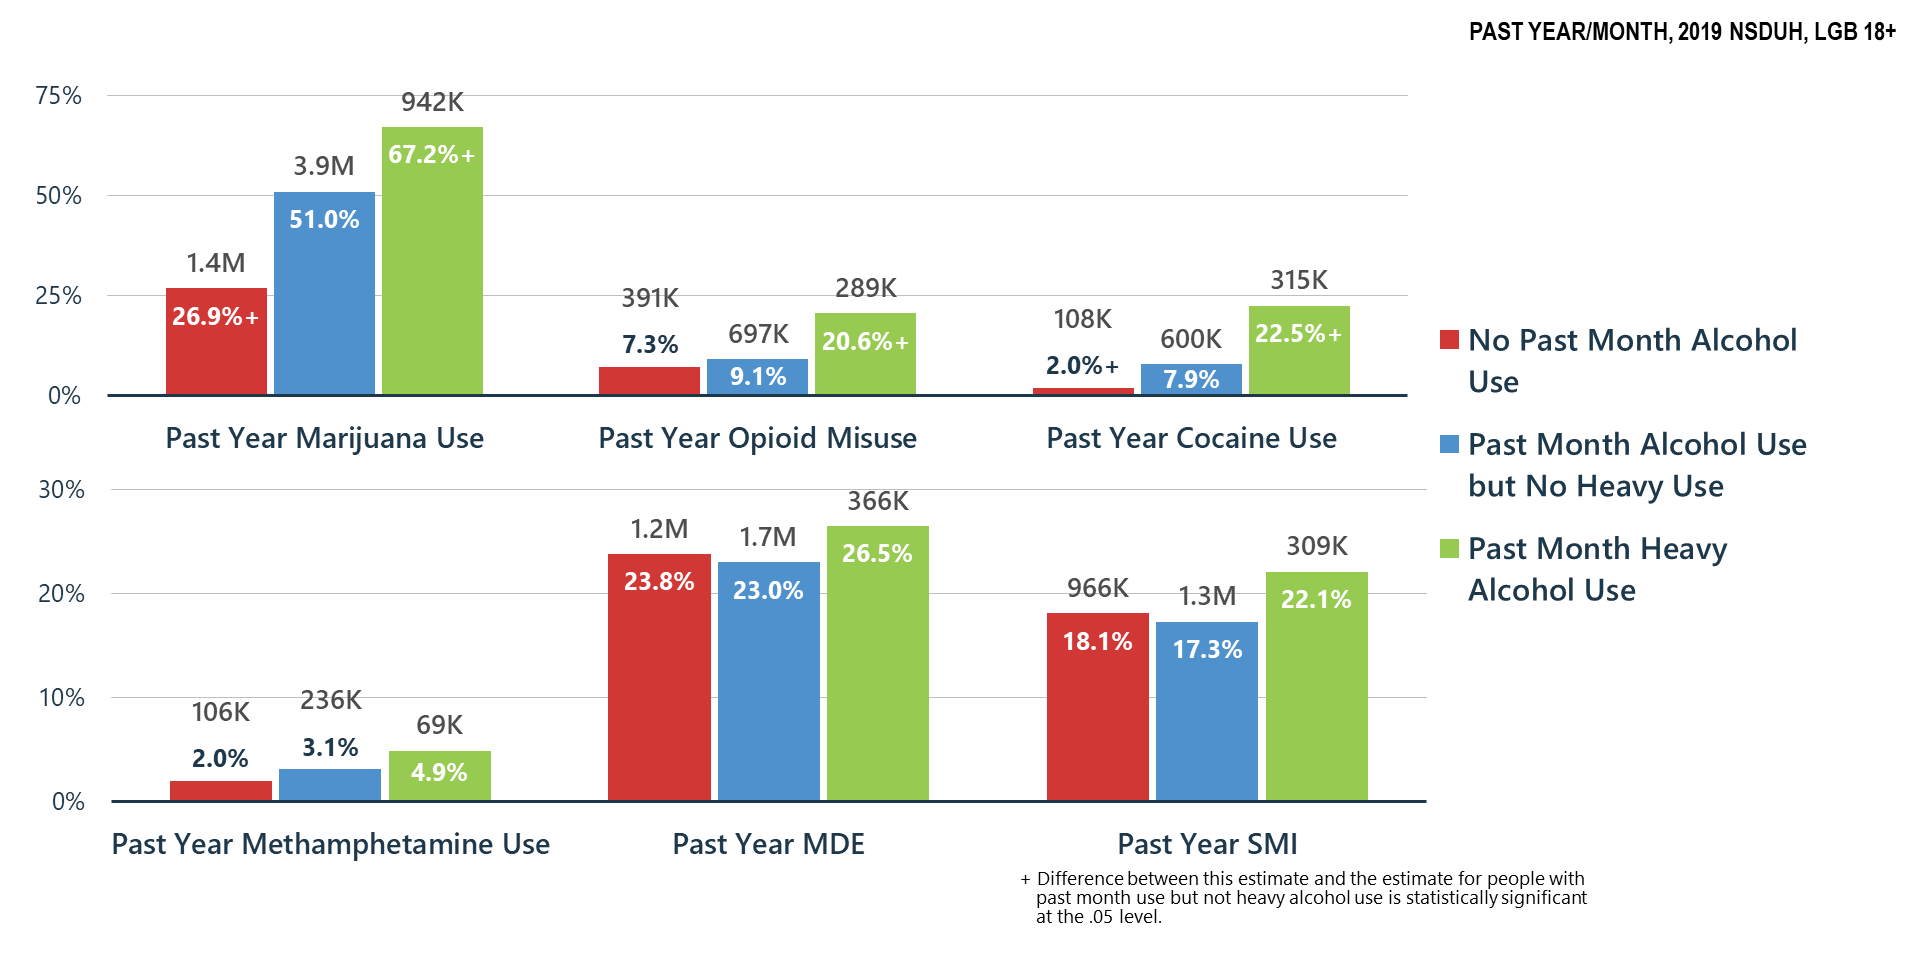 PAST YEAR/MONTH, 2019 NSDUH, LGB 18+
75%
50%
25%
0%
1.4M
26.9%+
3.9M
51.0%
942K
67.2%+
391K
7.3%
697K
9.1%
289K
20.6%+
108K
2.0%+
600K
7.9%
315K
22.5%+
Past Year Marijuana Use
Past Year Opioid Misuse
Past Year Cocaine Use
No Past Month Alcohol
Use
Past Month Alcohol Use
but No Heavy Use
Past Month Heavy
Alcohol Use
30%
20%
10%
0%
106K
2.0%
236K
3.1%
69K
4.9%
1.2M
23.8%
1.7M
23.0%
366K
26.5%
966K
18.1%
1.3M
17.3%
309K
22.1%
Past Year Methamphetamine Use
Past Year MDE
Past Year SMI
+ Difference between this estimate and the estimate for people with
past month use but not heavy alcohol use is statistically significant
at the .05 level.